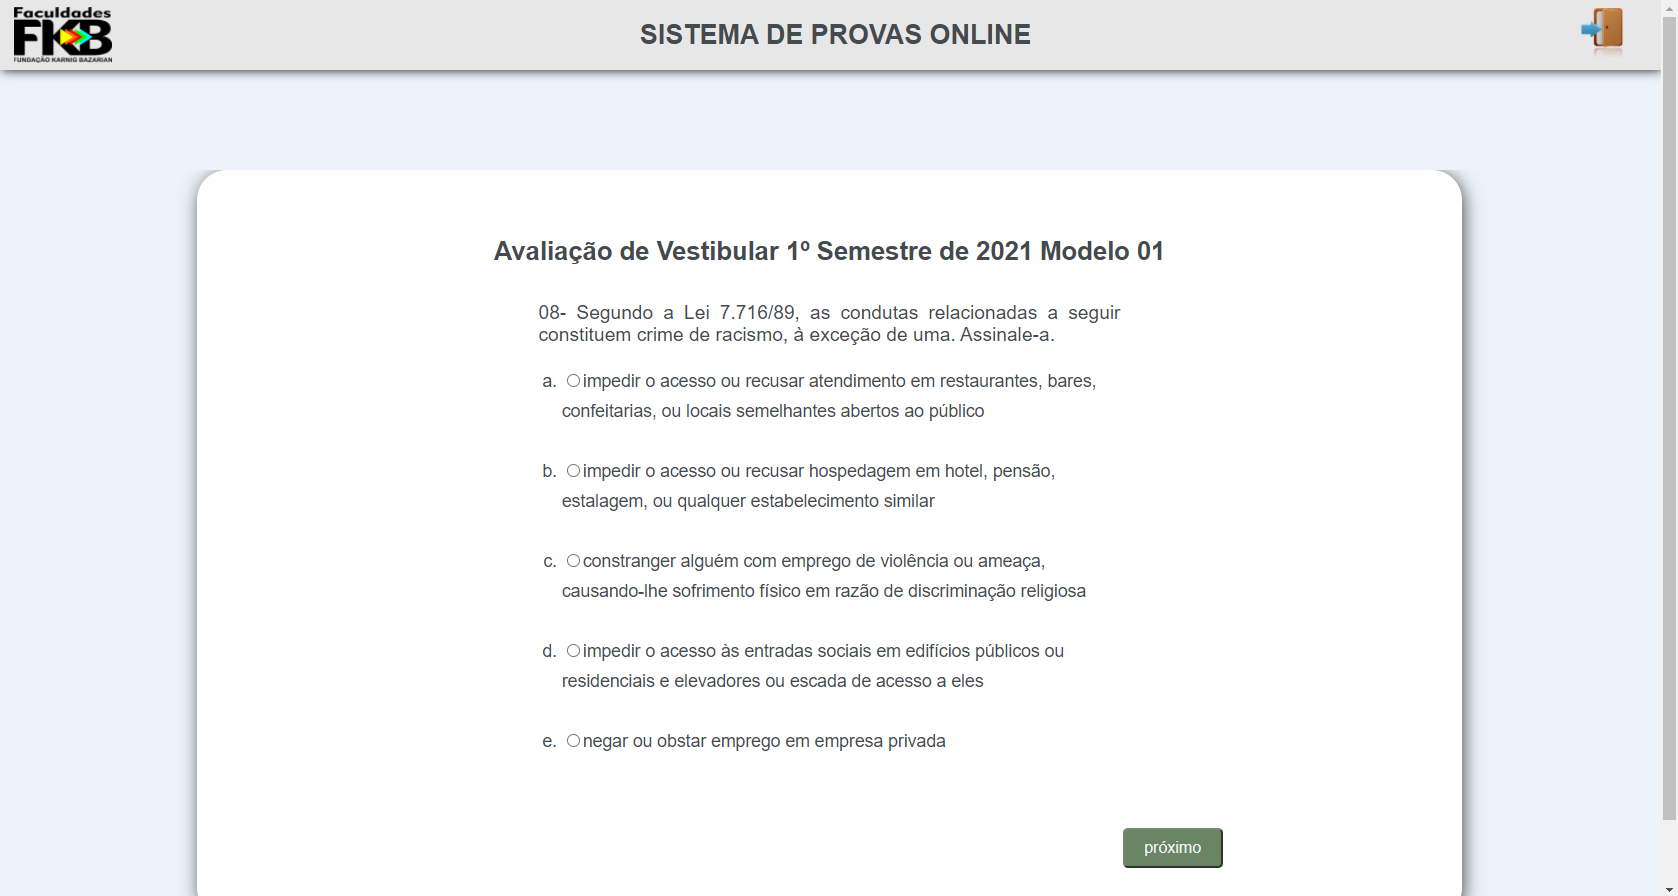 Faculdades
FKB
FUNDAÇÃO KARNIG BAZARIAN
SISTEMA DE PROVAS ONLINE
Avaliação de Vestibular 1º Semestre de 2021 Modelo 01
08- Segundo a Lei 7.716/89, as condutas relacionadas a seguir
constituem crime de racismo, à exceção de uma. Assinale-a.
a. impedir o acesso ou recusar atendimento em restaurantes, bares,
confeitarias, ou locais semelhantes abertos ao público
b. impedir o acesso ou recusar hospedagem em hotel, pensão,
estalagem, ou qualquer estabelecimento similar
c. constranger alguém com emprego de violência ou ameaça,
causando-lhe sofrimento físico em razão de discriminação religiosa
d. impedir o acesso às entradas sociais em edifícios públicos ou
residenciais e elevadores ou escada de acesso a eles
e. negar ou obstar emprego em empresa privada
próximo